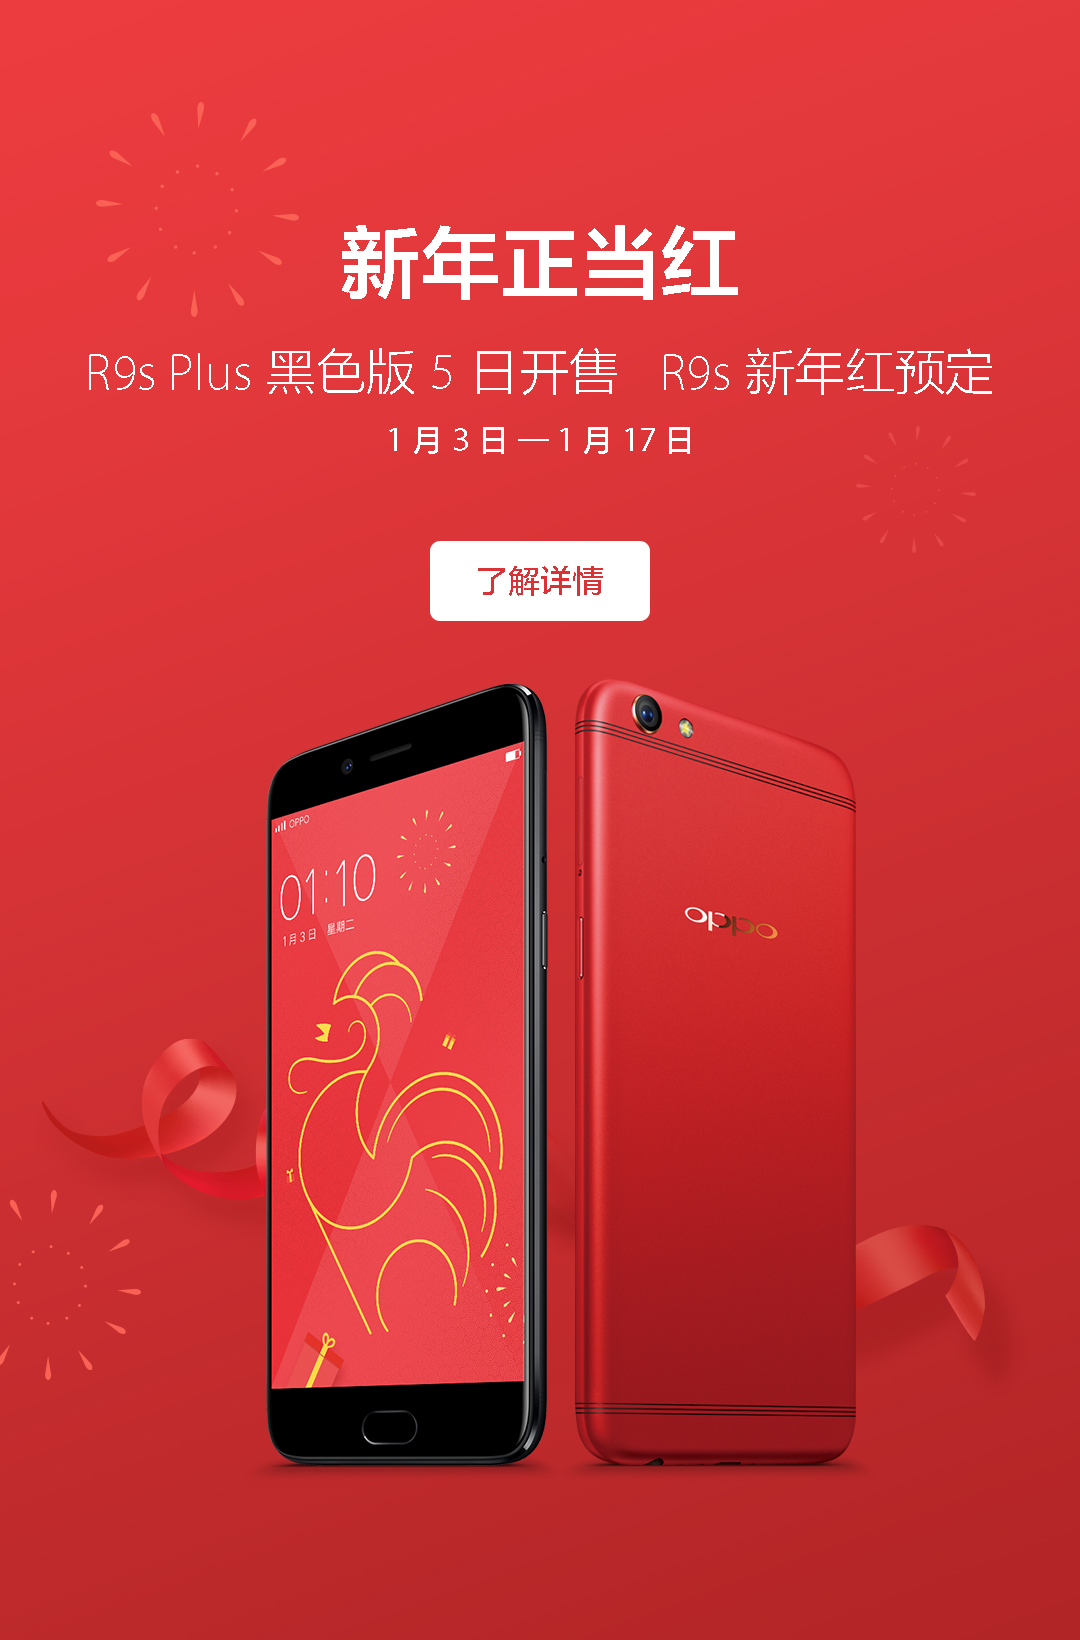 新年正当红
R9s Plus 黑色版 5 日开售 R9s 新年红预定
1 月 3 日 — 1 月 17 日
了解详情
OPPO
01:10
1月3日 星期二
oppo